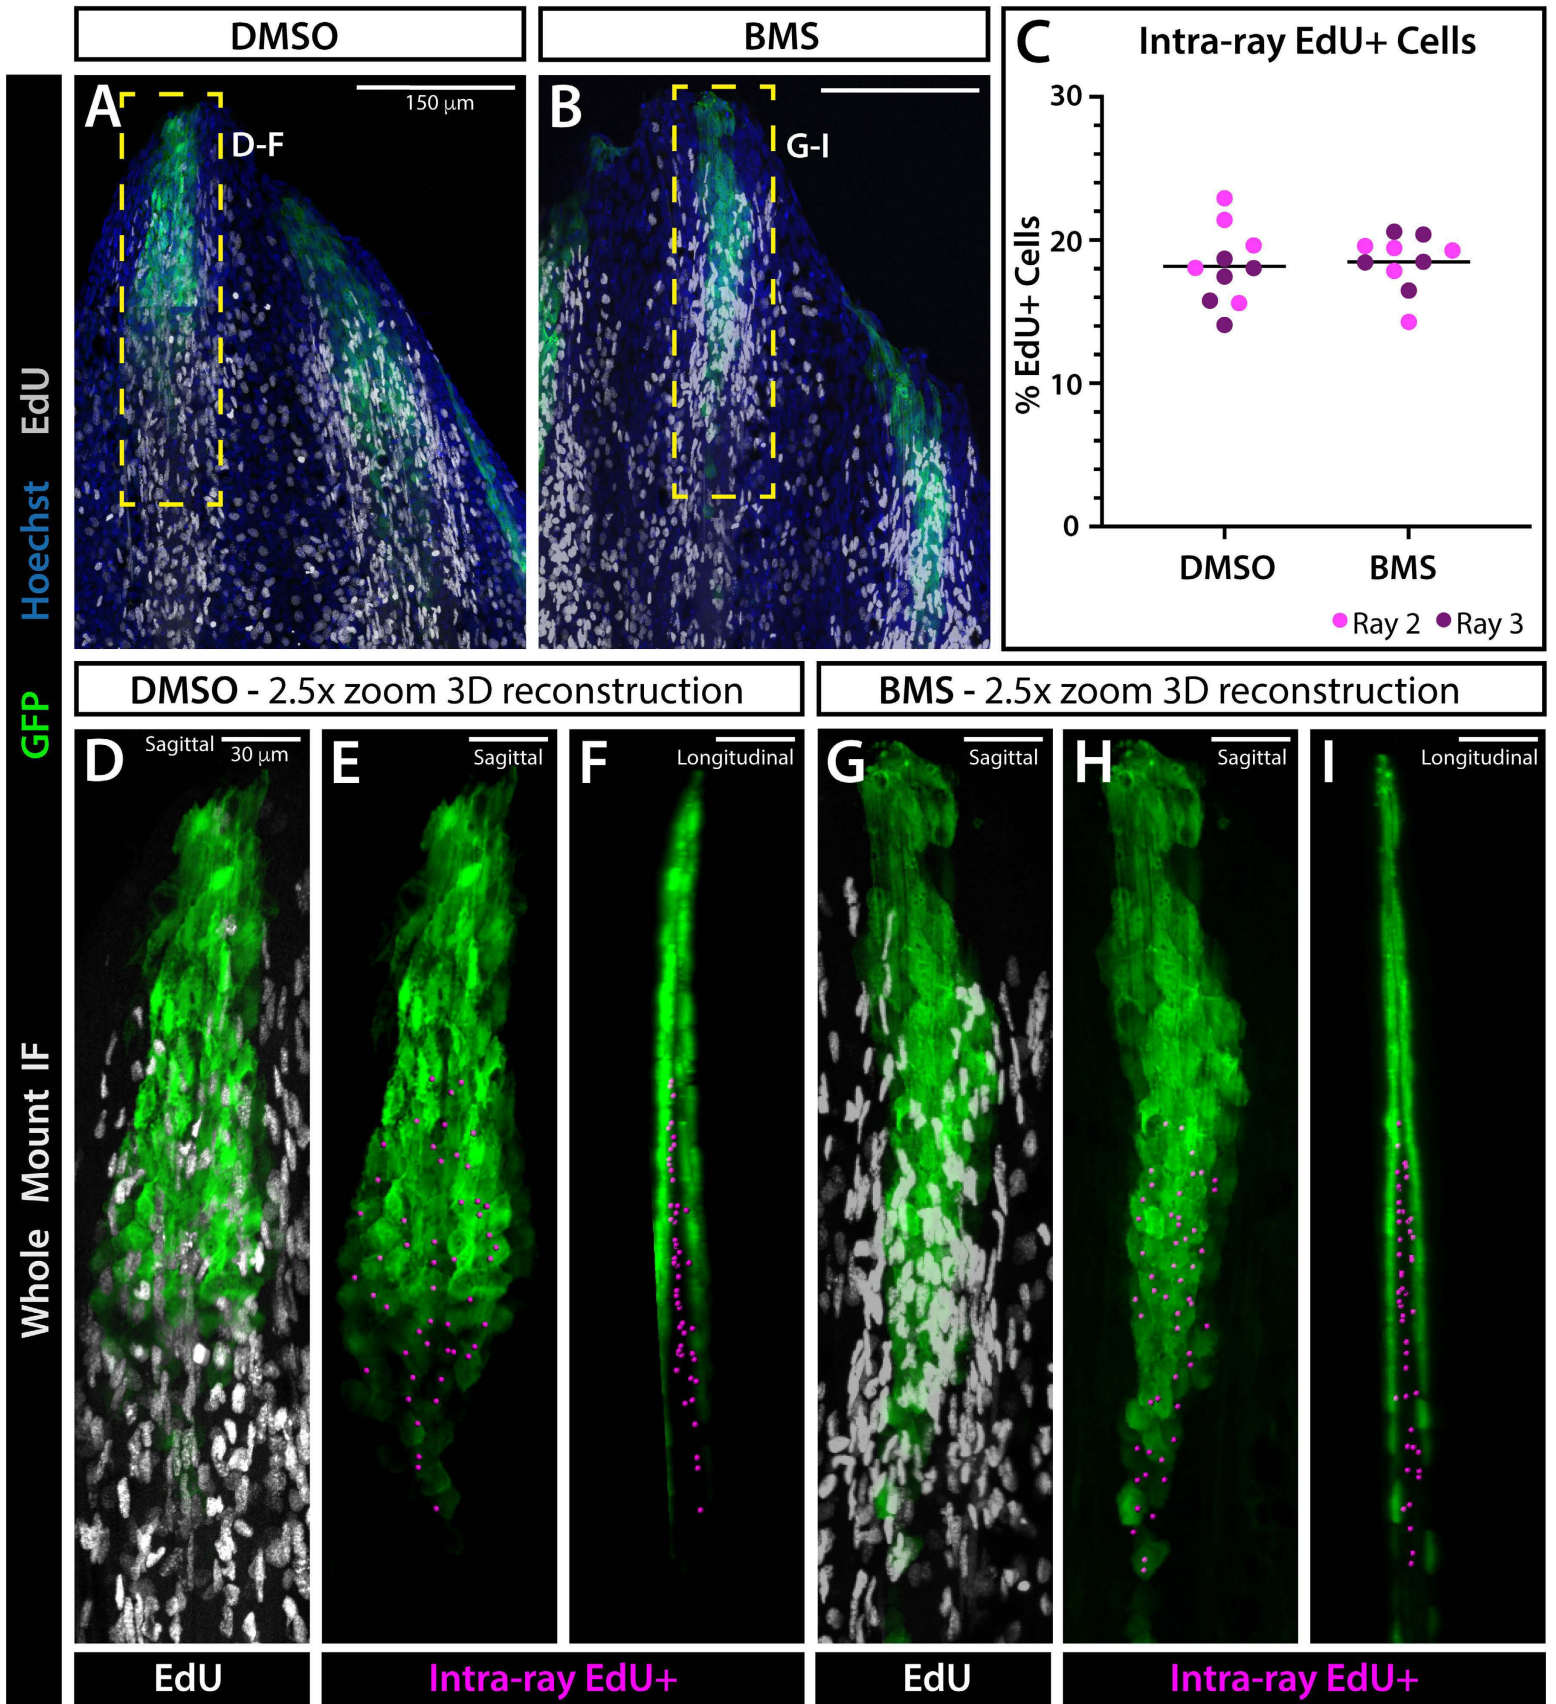 DMSO
BMS
A
150 μm
D-F
B
G-I
C
Intra-ray EdU+ Cells
% EdU+ Cells
30
20
10
0
DMSO
BMS
Ray 2
Ray 3
Whole Mount IF GFP Hoechst EdU
DMSO - 2.5x zoom 3D reconstruction
BMS - 2.5x zoom 3D reconstruction
D
Sagittal
30 μm
E
Sagittal
F
Longitudinal
G
Sagittal
H
Sagittal
I
Longitudinal
EdU
Intra-ray EdU+
EdU
Intra-ray EdU+